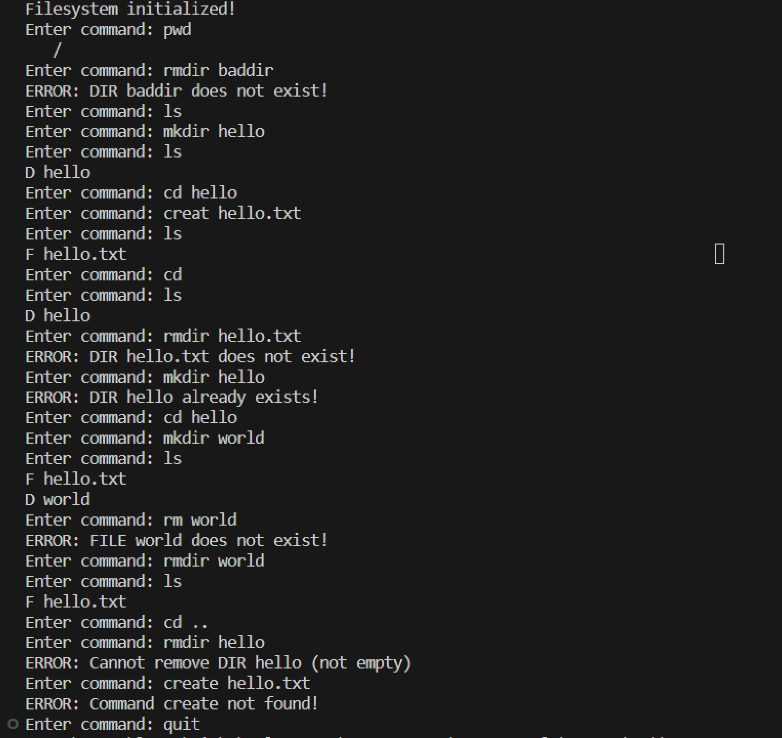 Filesystem initialized!
Enter command: pwd
/
Enter command: rmdir baddir
ERROR: DIR baddir does not exist!
Enter command: ls
Enter command: mkdir hello
Enter command: ls
D hello
Enter command: cd hello
Enter command: creat hello.txt
Enter command: ls
F hello.txt
Enter command: cd
Enter command: ls
D hello
Enter command: rmdir hello.txt
ERROR: DIR hello.txt does not exist!
Enter command: mkdir hello
ERROR: DIR hello already exists!
Enter command: cd hello
Enter command: mkdir world
Enter command: ls
F hello.txt
D world
Enter command: rm world
ERROR: FILE world does not exist!
Enter command: rmdir world
Enter command: ls
F hello.txt
Enter command: cd ..
Enter command: rmdir hello
ERROR: Cannot remove DIR hello (not empty)
Enter command: create hello.txt
ERROR: Command create not found!
Enter command: quit